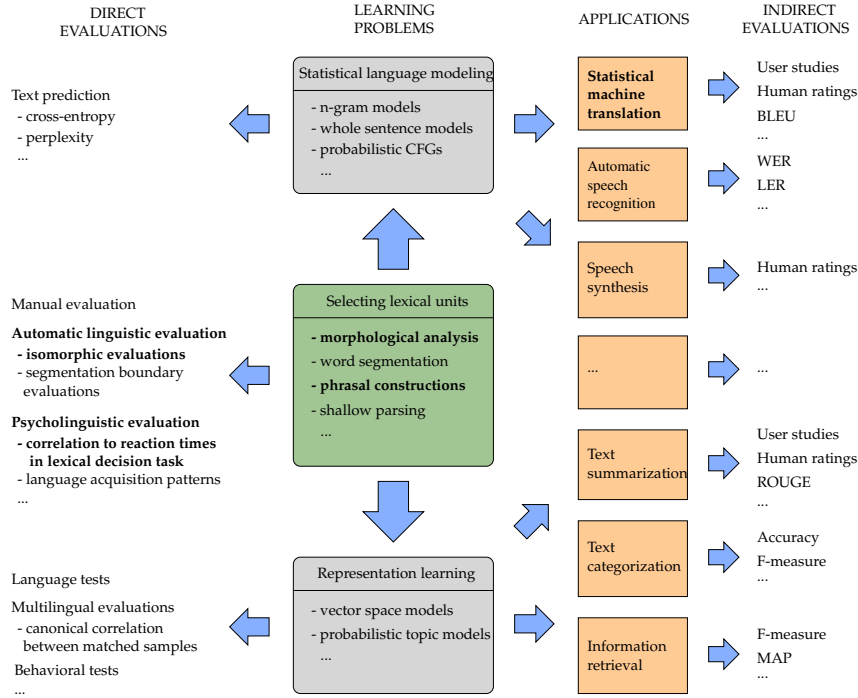 DIRECT
EVALUATIONS
LEARNING
PROBLEMS
APPLICATIONS
INDIRECT
EVALUATIONS
Text prediction
- cross-entropy
- perplexity
...
Statistical language modeling
- n-gram models
- whole sentence models
- probabilistic CFGs
...
Statistical
machine
translation
User studies
Human ratings
BLEU
...
Automatic
speech
recognition
WER
LER
...
Speech
synthesis
Human ratings
...
Manual evaluation
Automatic linguistic evaluation
- isomorphic evaluations
- segmentation boundary
evaluations
Psycholinguistic evaluation
- correlation to reaction times
in lexical decision task
- language acquisition patterns
...
Selecting lexical units
- morphological analysis
- word segmentation
- phrasal constructions
- shallow parsing
...
...
...
Text
summarization
User studies
Human ratings
ROUGE
...
Text
categorization
Accuracy
F-measure
...
Language tests
Multilingual evaluations
- canonical correlation
between matched samples
Behavioral tests
...
Representation learning
- vector space models
- probabilistic topic models
...
Information
retrieval
F-measure
MAP
...